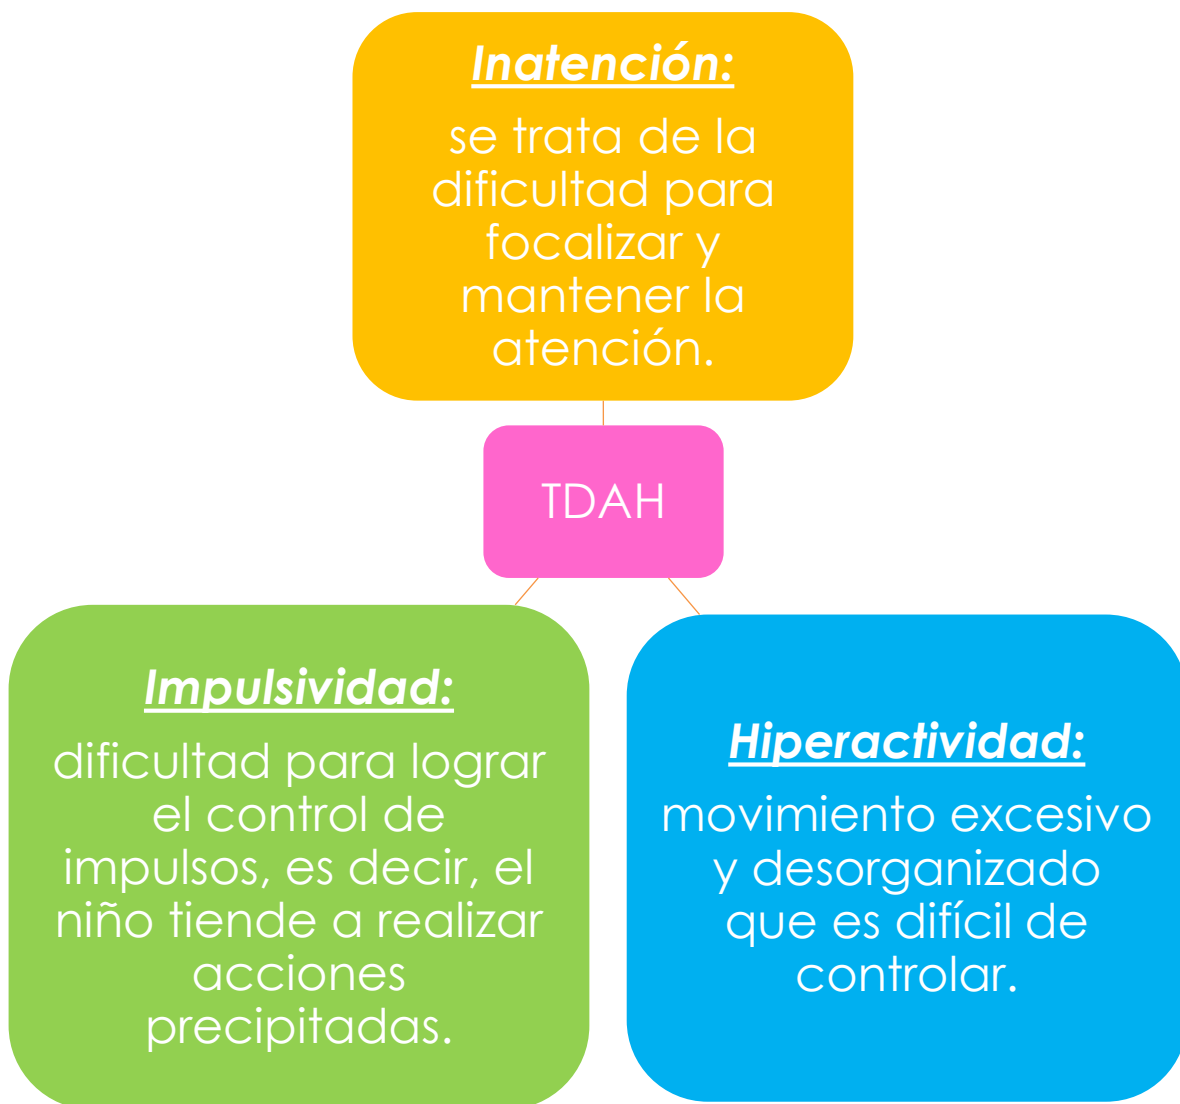 Inatención:
se trata de la
dificultad para
focalizar y
mantener la
atención.
TDAH
Impulsividad:
dificultad para lograr
el control de
impulsos, es decir, el
niño tiende a realizar
acciones
precipitadas.
Hiperactividad:
movimiento excesivo
y desorganizado
que es difícil de
controlar.